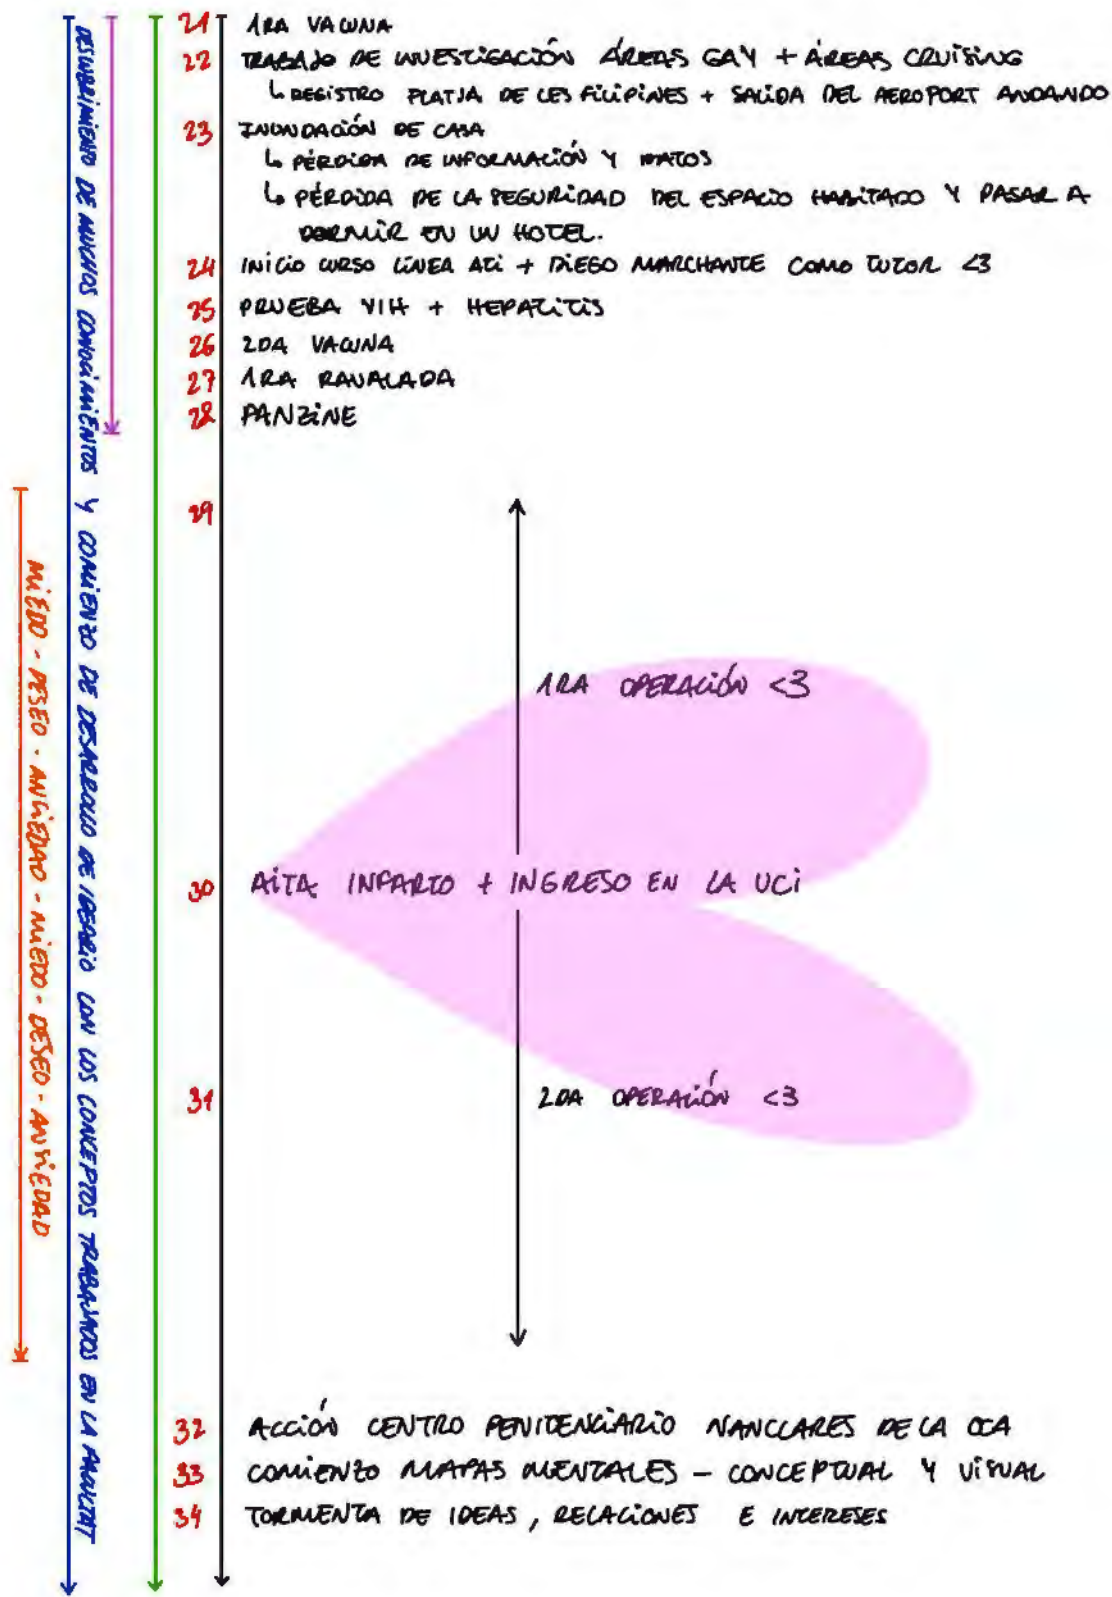 21 1RA VACUNA
22 TRABAJO DE INVESTIGACIÓN ÁREAS GAY + ÁREAS CRUISING
↳ REGISTRO PLATJA DE LES FILIPINES + SALIDA DEL AEROPORT ANDANDO
23 INUNDACIÓN DE CASA
↳ PÉRDIDA DE INFORMACIÓN Y MATOS
↳ PÉRDIDA DE LA SEGURIDAD DEL ESPACIO HABITADO Y PASAR A
DORMIR EN UN HOTEL.
24 INICIO CURSO LÍNEA ACI + DIEGO MARCHANTE COMO TUTOR <3
25 PRUEBA VIH + HEPATITIS
26 2DA VACUNA
27 1RA RAVALADA
28 FANZINE
29
1RA OPERACIÓN <3
30 AITA INFARTO + INGRESO EN LA UCI
31 2DA OPERACIÓN <3
32 ACCIÓN CENTRO PENITENCIARIO NANCLARES DE LA OCA
33 COMIENZO MAPAS MENTALES - CONCEPTUAL Y VISUAL
34 TORMENTA DE IDEAS, RELACIONES E INTERESES
DESCUBRIMIENTO DE MUCHOS CONOCIMIENTOS Y COMIENZO DE DESARROLLO DE IDEARIO CON LOS CONCEPTOS TRABAJADOS EN LA FACULTAT
MIEDO - DESEO - ANSIEDAD - MIEDO - DESEO - ANSIEDAD